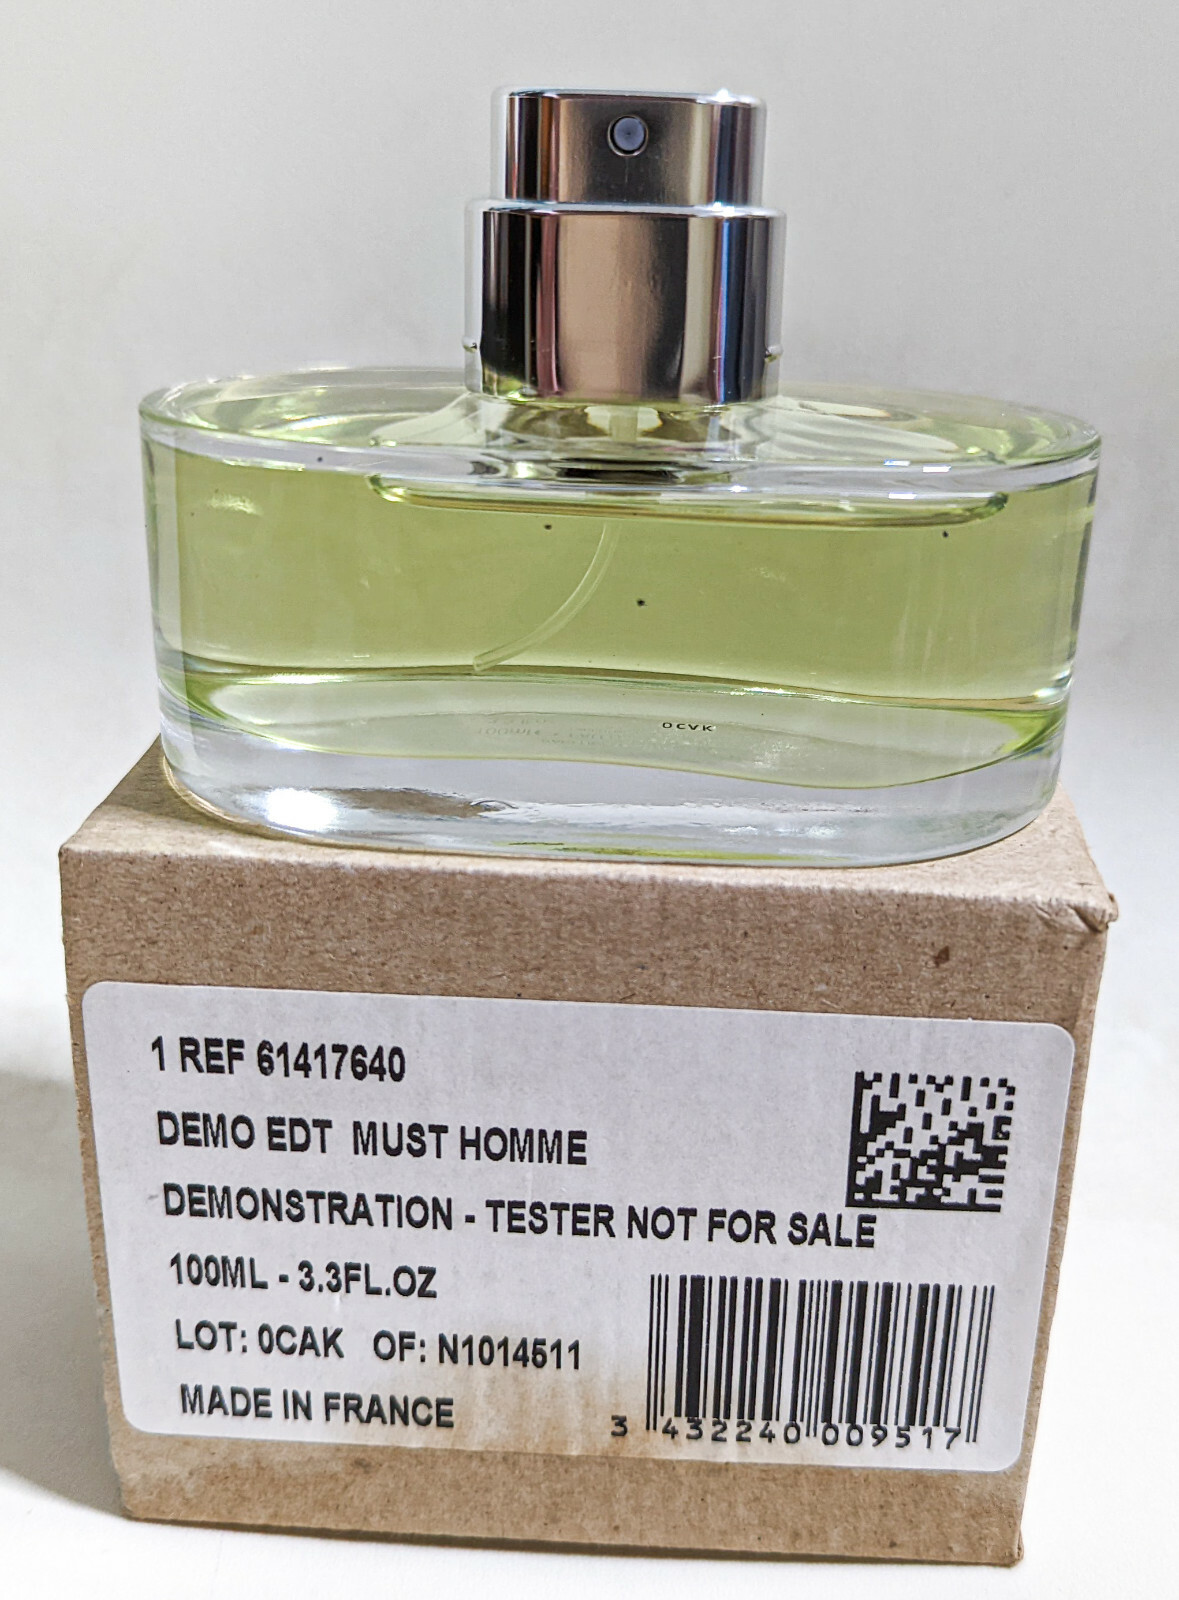 OCAK
1 REF 61417640
DEMO EDT MUST HOMME
DEMONSTRATION - TESTER NOT FOR SALE
100ML - 3.3FL.OZ
LOT: 0CAK OF: N1014511
MADE IN FRANCE
3 432240 009517